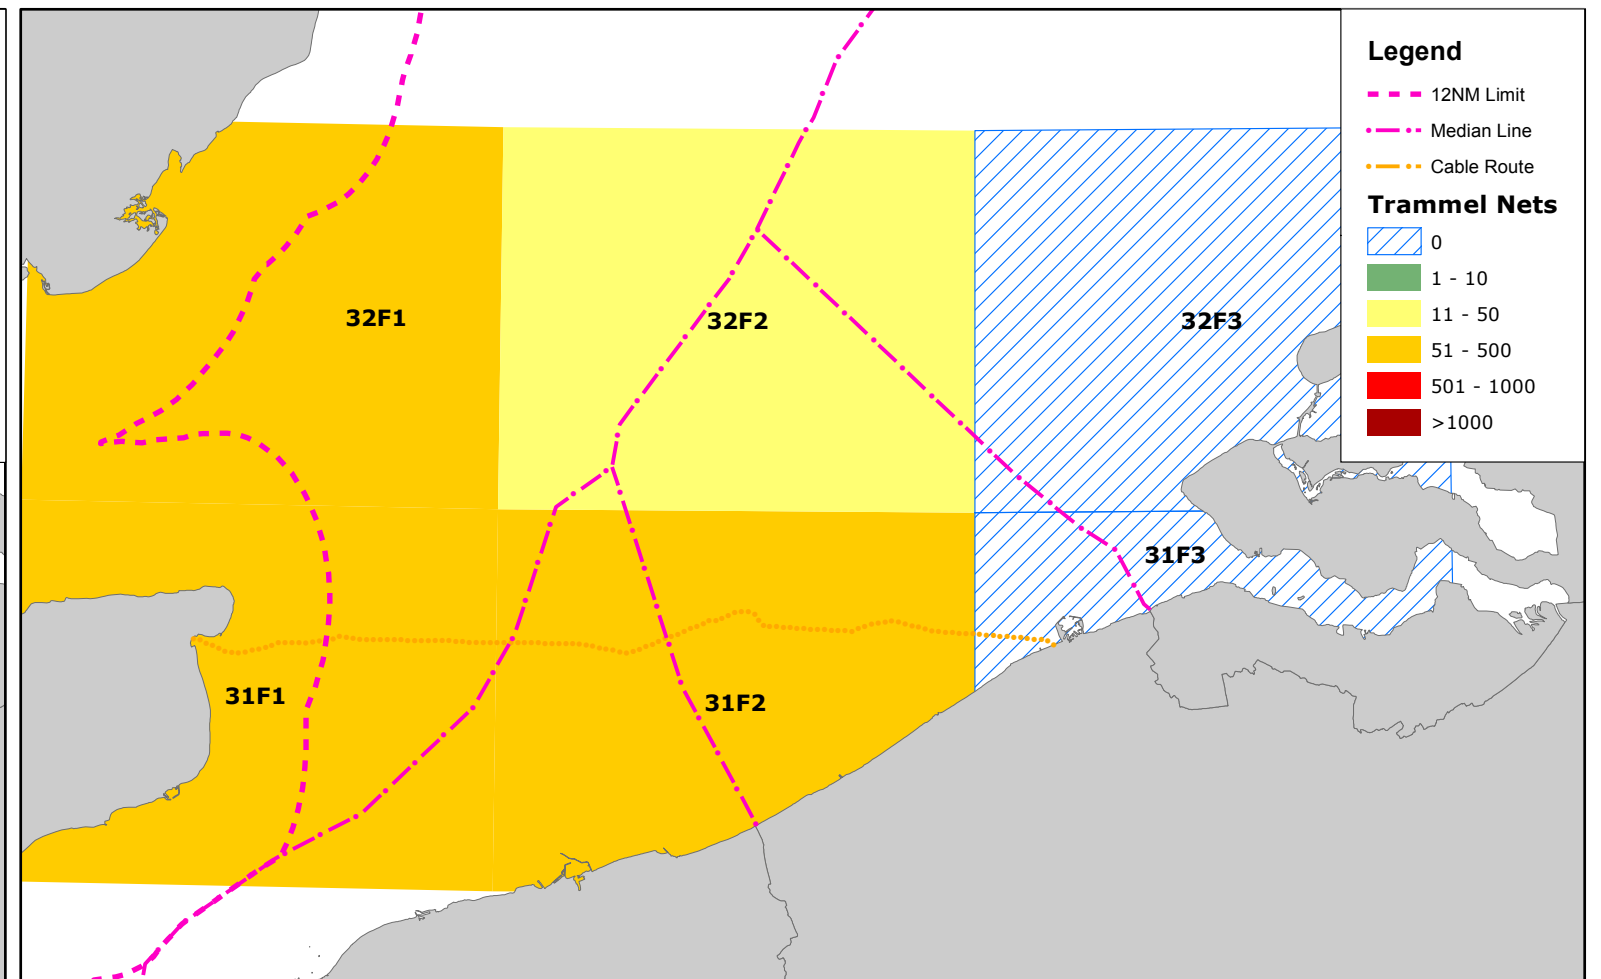 Legend
12NM Limit
Median Line
Cable Route
Trammel Nets
0
1 - 10
11 - 50
51 - 500
501 - 1000
>1000
32F1
32F2
32F3
31F3
31F1
31F2